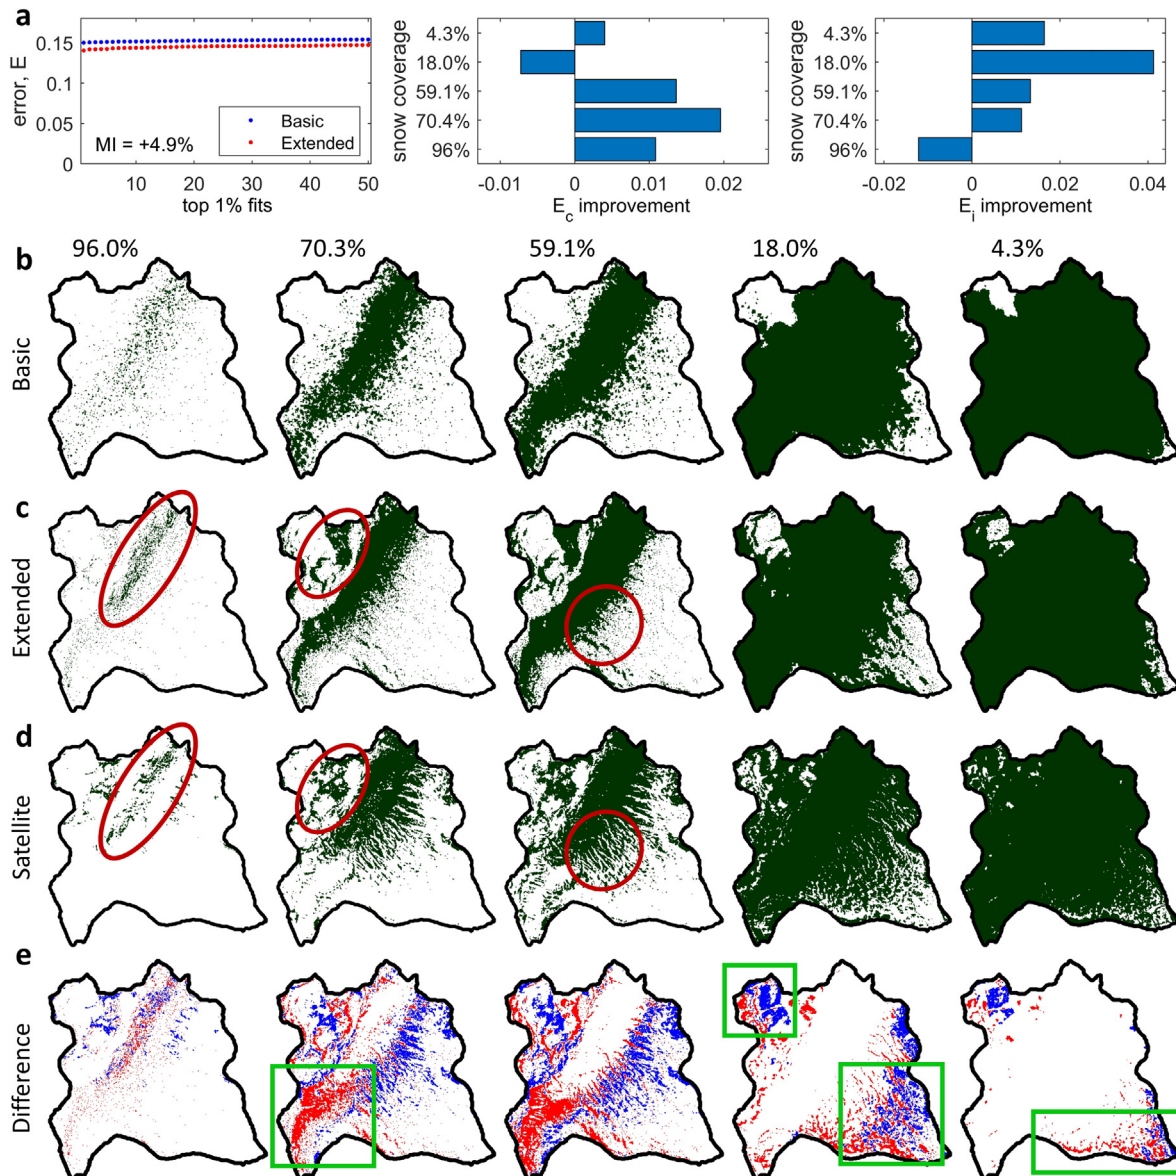 a
error, E
0.15
0.05
0
MI = +4.9%
Basic
Extended
10
20
30
40
50
top 1% fits
snow coverage
4.3%
18.0%
59.1%
70.4%
96%
-0.01
0
0.01
0.02
E_c improvement
snow coverage
4.3%
18.0%
59.1%
70.4%
96%
-0.02
0
0.02
0.04
E_i improvement
b
96.0%
70.3%
59.1%
18.0%
4.3%
Basic
c
Extended
d
Satellite
e
Difference